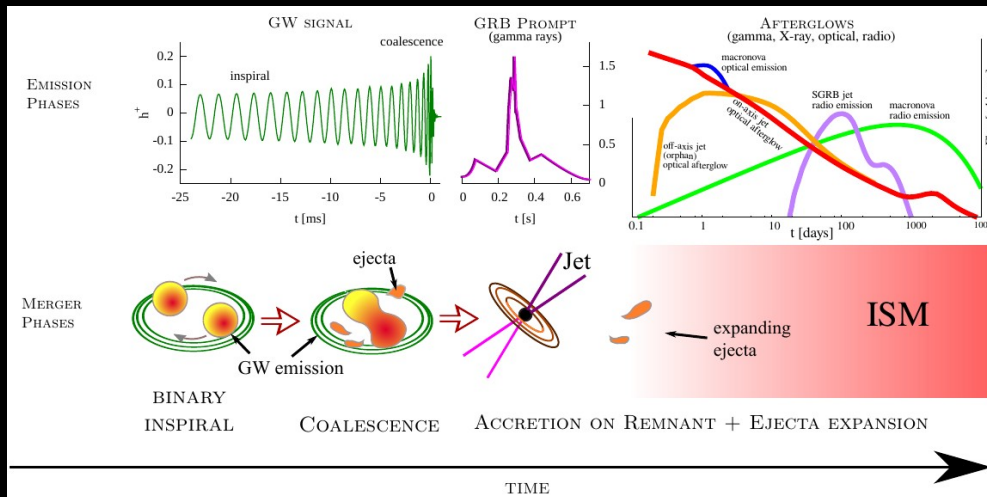 GW SIGNAL
GRB PROMPT
(gamma rays)
AFTERGLOWS
(gamma, X-ray, optical, radio)
EMISSION
PHASES
h+
0.2
0.1
0
-0.1
-0.2
inspiral
coalescence
-25
-20
-15
-10
-5
0
t [ms]
1.5
1
0.5
0
0
0.2
0.4
0.6
t [s]
macronova
optical emission
on-axis jet
optical afterglow
off-axis jet
(orphan)
optical afterglow
SGRB jet
radio emission
macronova
radio emission
0.1
1
10
100
1000
t [days]
MERGER
PHASES
ejecta
GW emission
Jet
expanding
ejecta
ISM
BINARY
INSPIRAL
COALESCENCE
ACCRETION ON REMNANT + EJECTA EXPANSION
TIME